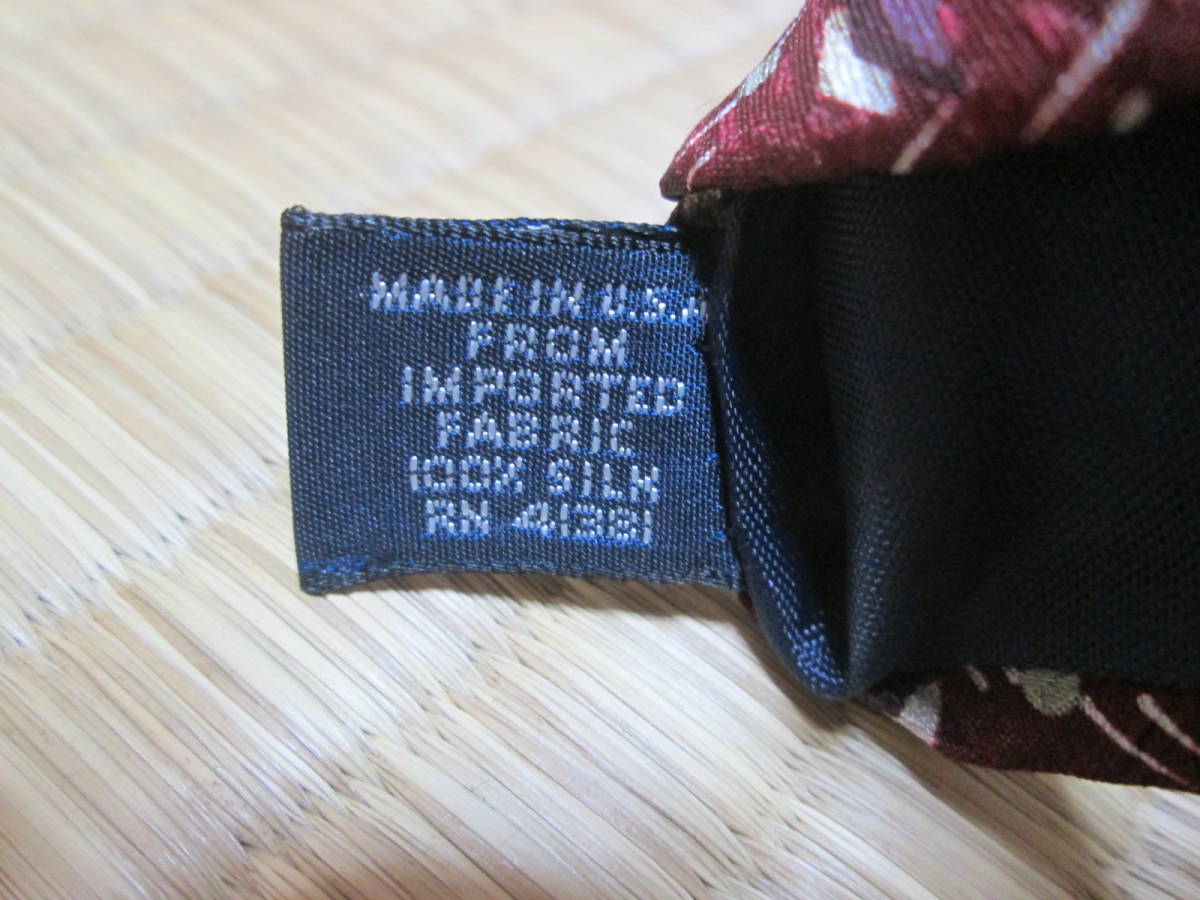 MADE IN U.S.A
FROM
IMPORTED
FABRIC
100% SILK
RN 41381